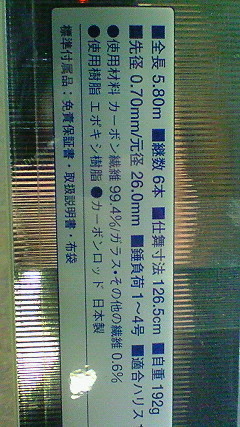 ■全長 5.80m ■継数 6本 ■仕舞寸法 126.5cm ■自重 192g
■先径 0.70mm/元径 26.0mm ■錘負荷 1〜4号 ■適合ハリス
●使用材料 カーボン繊維 99.4%/ガラス・その他の繊維 0.6%
●使用樹脂 エポキシ樹脂 ●カーボンロッド 日本製
標準付属品：免責保証書・取扱説明書 布袋